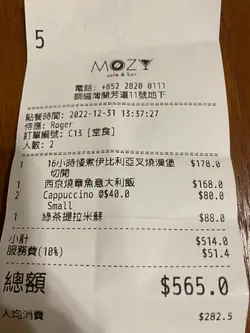 5
MOZY
cafe & bar
電話: +852 2820 0111
銅鑼灣蘭芳道11號地下
點餐時間: 2022-12-31 13:37:27
侍應: Roger
訂單編號: C13 [堂食]
人數: 2
1 16小時慢煮伊比利亞叉燒漢堡 $178.0
切開
1 西京燒章魚意大利飯 $168.0
2 Cappuccino @$40.0 $80.0
Small
1 綠茶提拉米蘇 $88.0
小計 $514.0
服務費(10%) $51.4
總額 $565.0
人均消費 $282.5